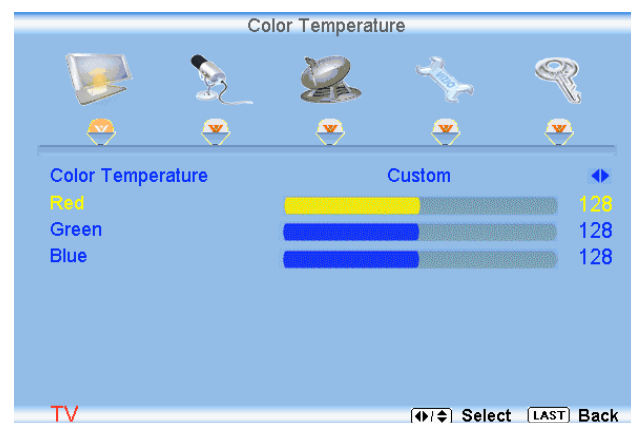 Color Temperature
Color Temperature Custom
Red 128
Green 128
Blue 128
TV Select LAST Back